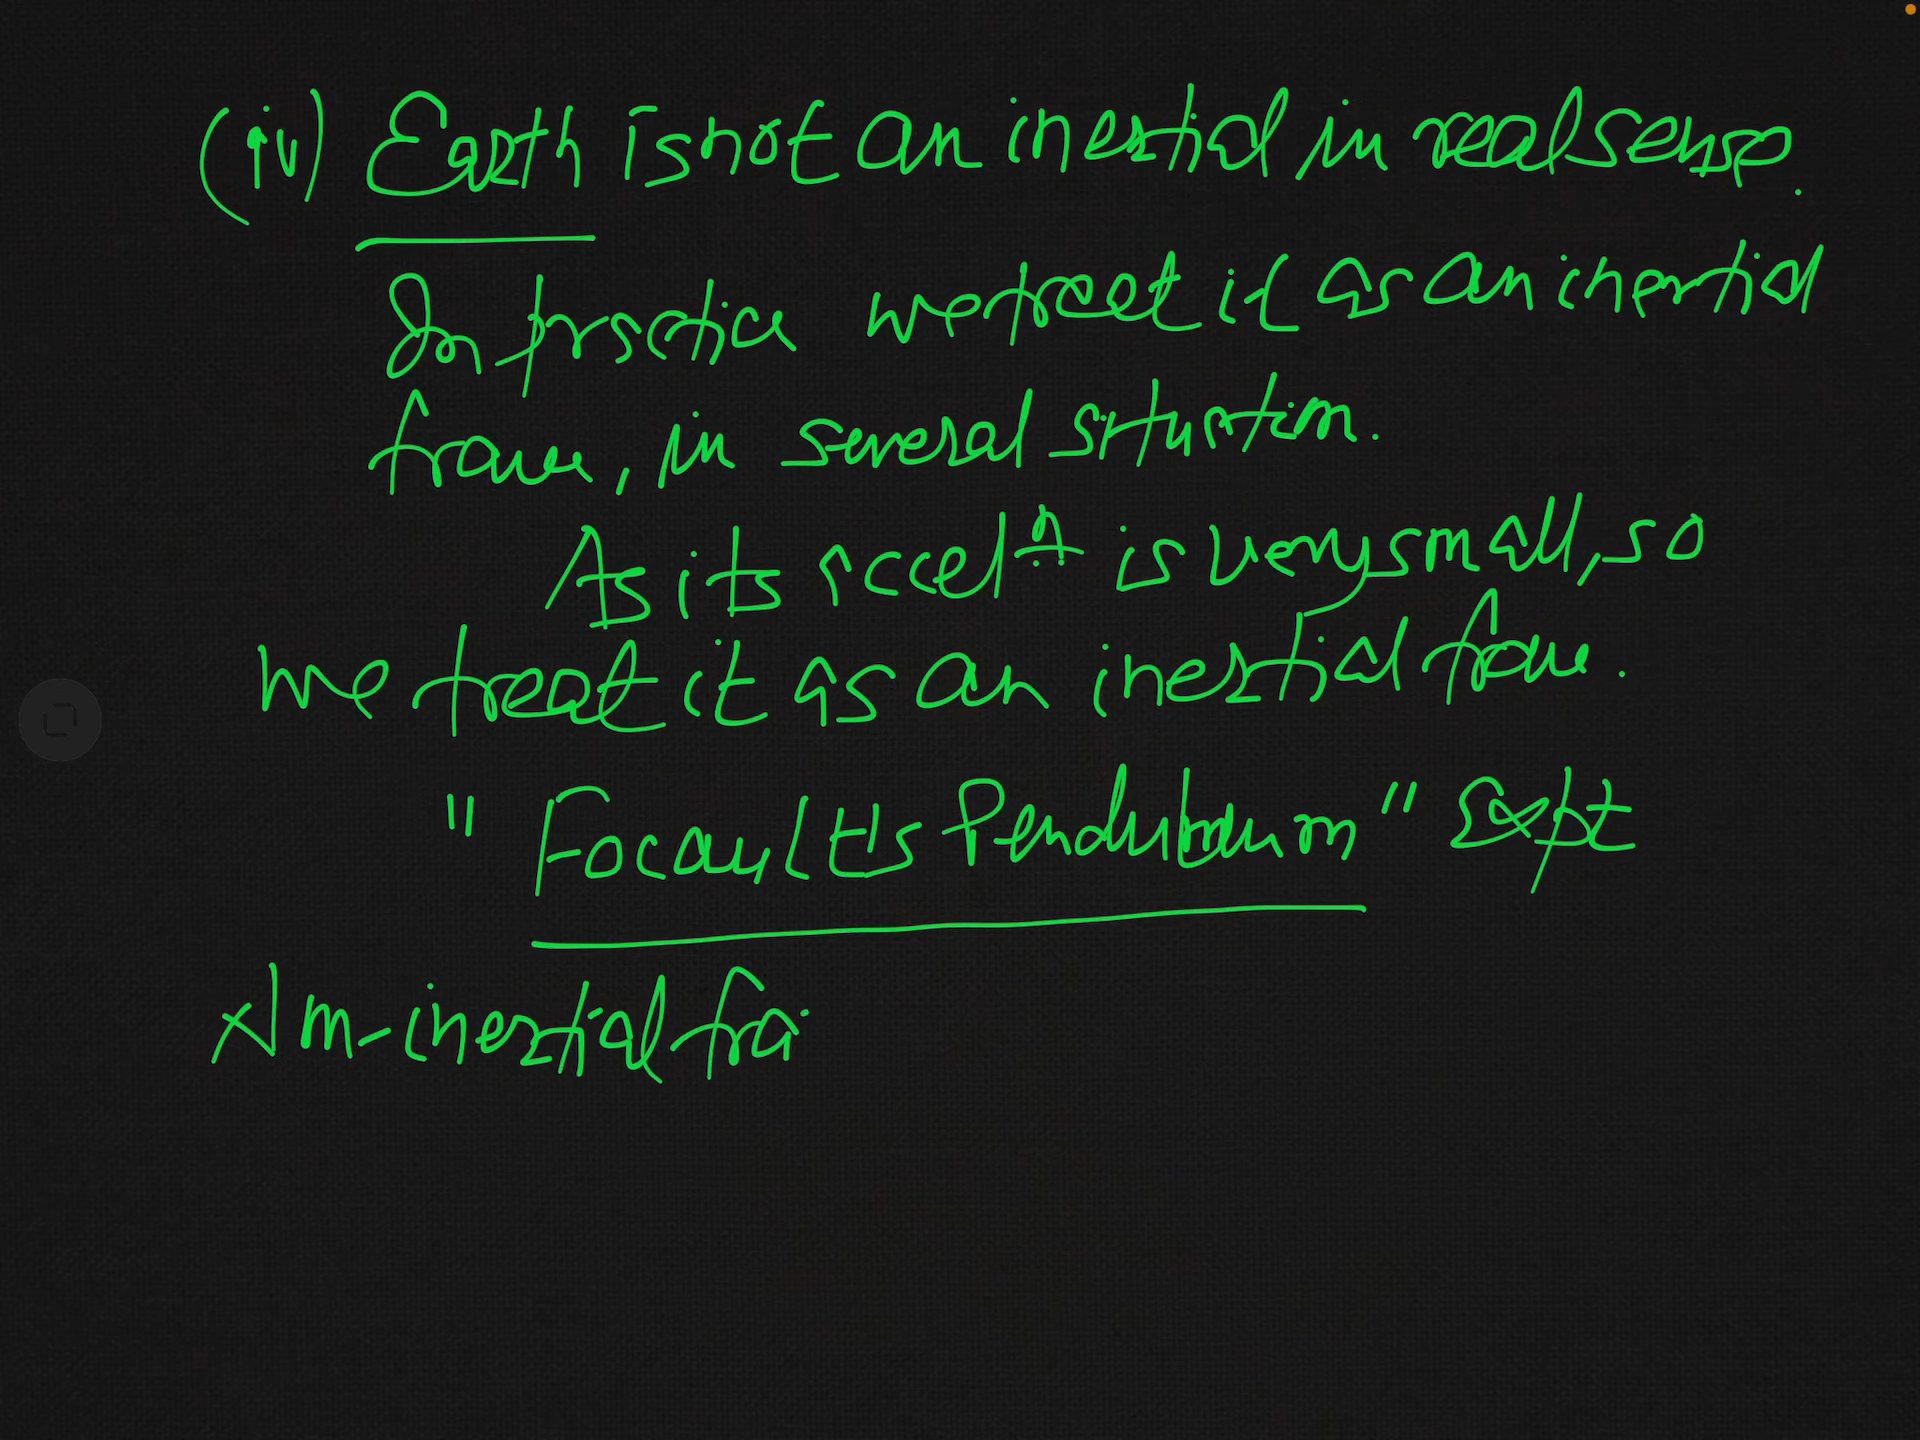 (iv) Earth is not an inertial in real sense.
In practice we treat it as an inertial
frame, in several situation.
As its accelⁿ is very small, so
we treat it as an inertial frame.
" Focault's Pendulum " Expt
Non-inertial fra